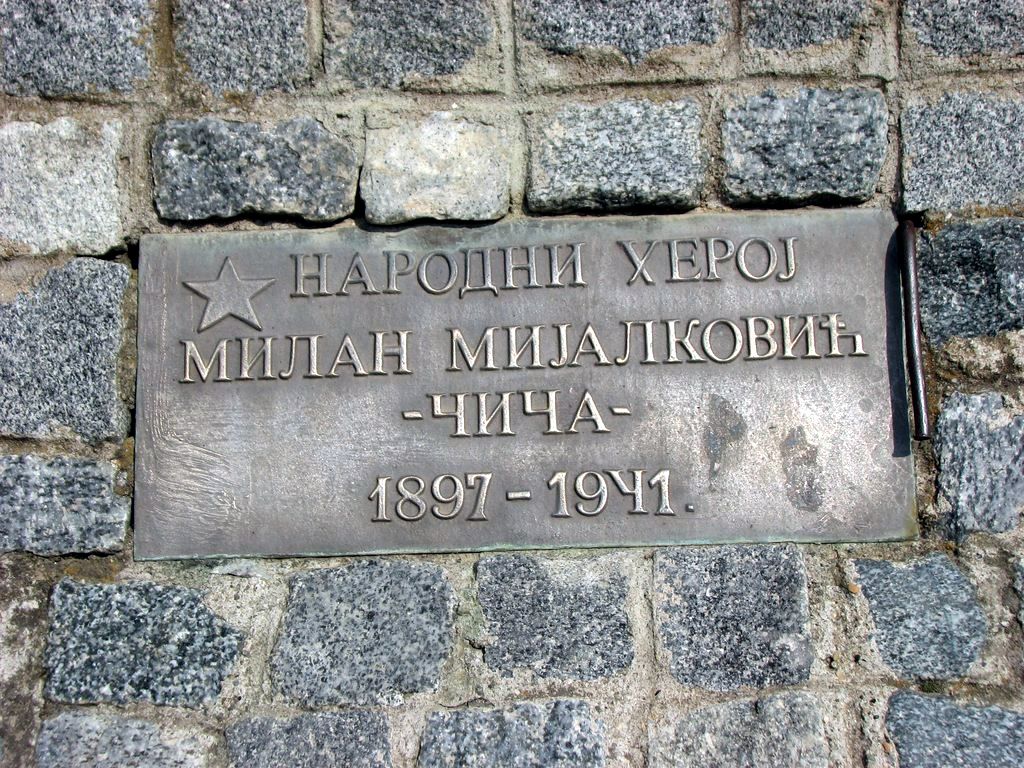 НАРОДНИ ХЕРОЈ
МИЛАН МИЈАЛКОВИЋ
-ЧИЧА-
1897-1941.